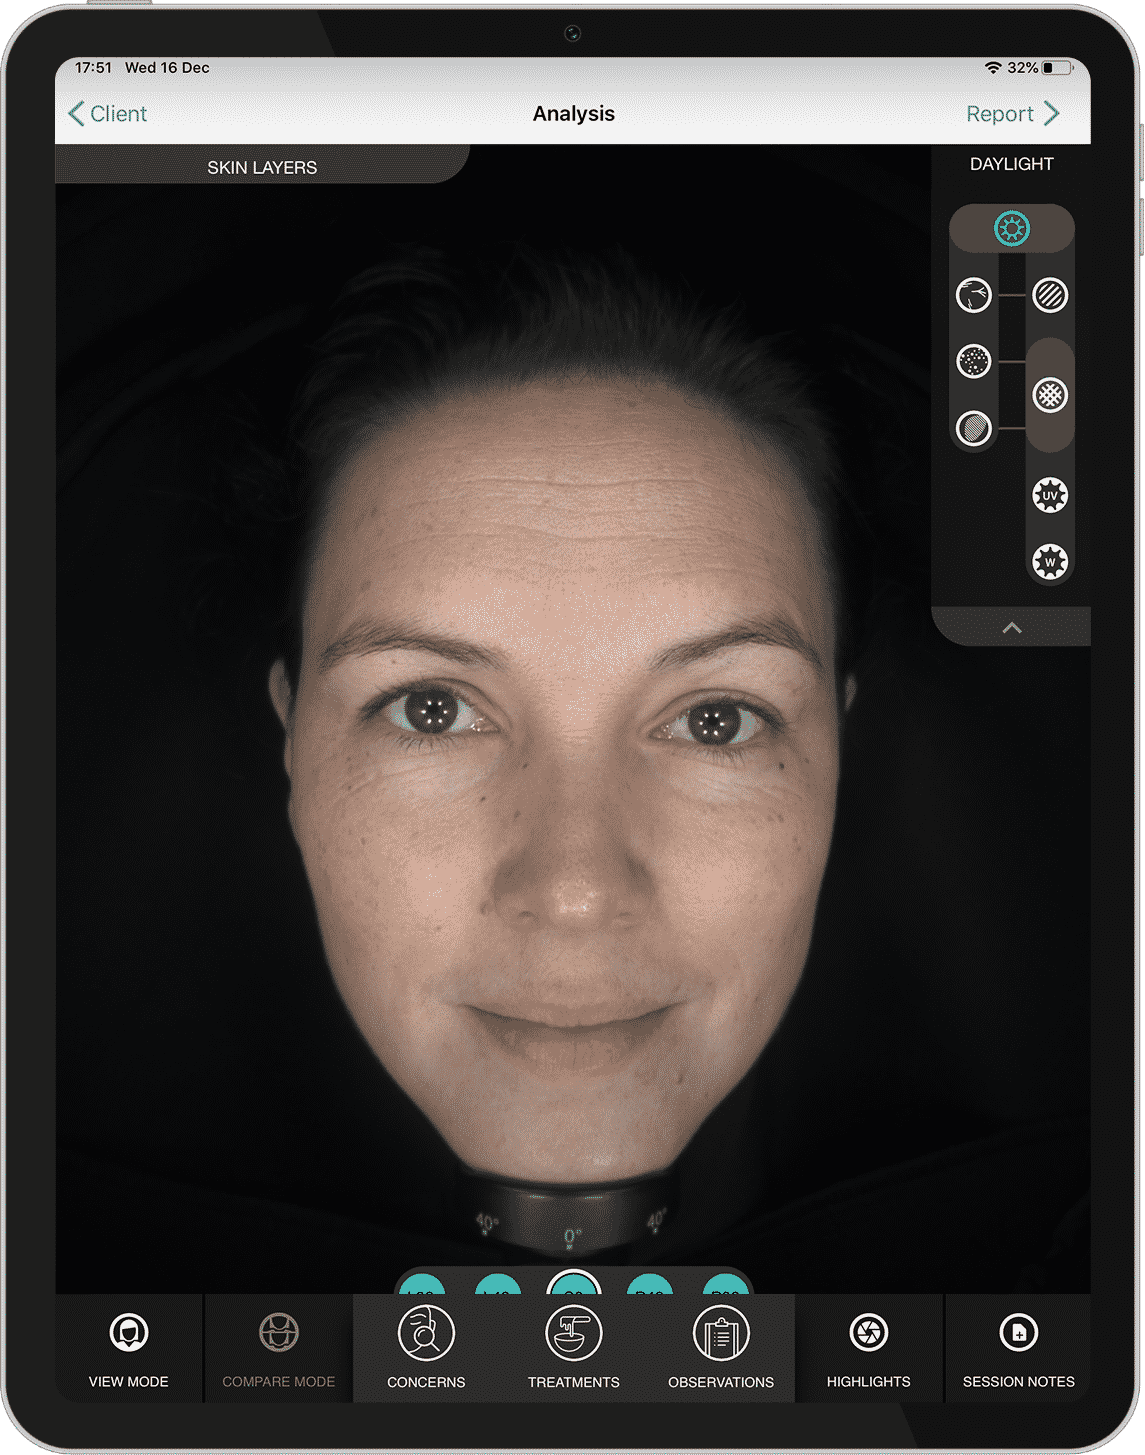 17:51 Wed 16 Dec
32%
Client
Analysis
Report
SKIN LAYERS
DAYLIGHT
UV
W
40°
0°
40°
VIEW MODE
COMPARE MODE
CONCERNS
TREATMENTS
OBSERVATIONS
HIGHLIGHTS
SESSION NOTES